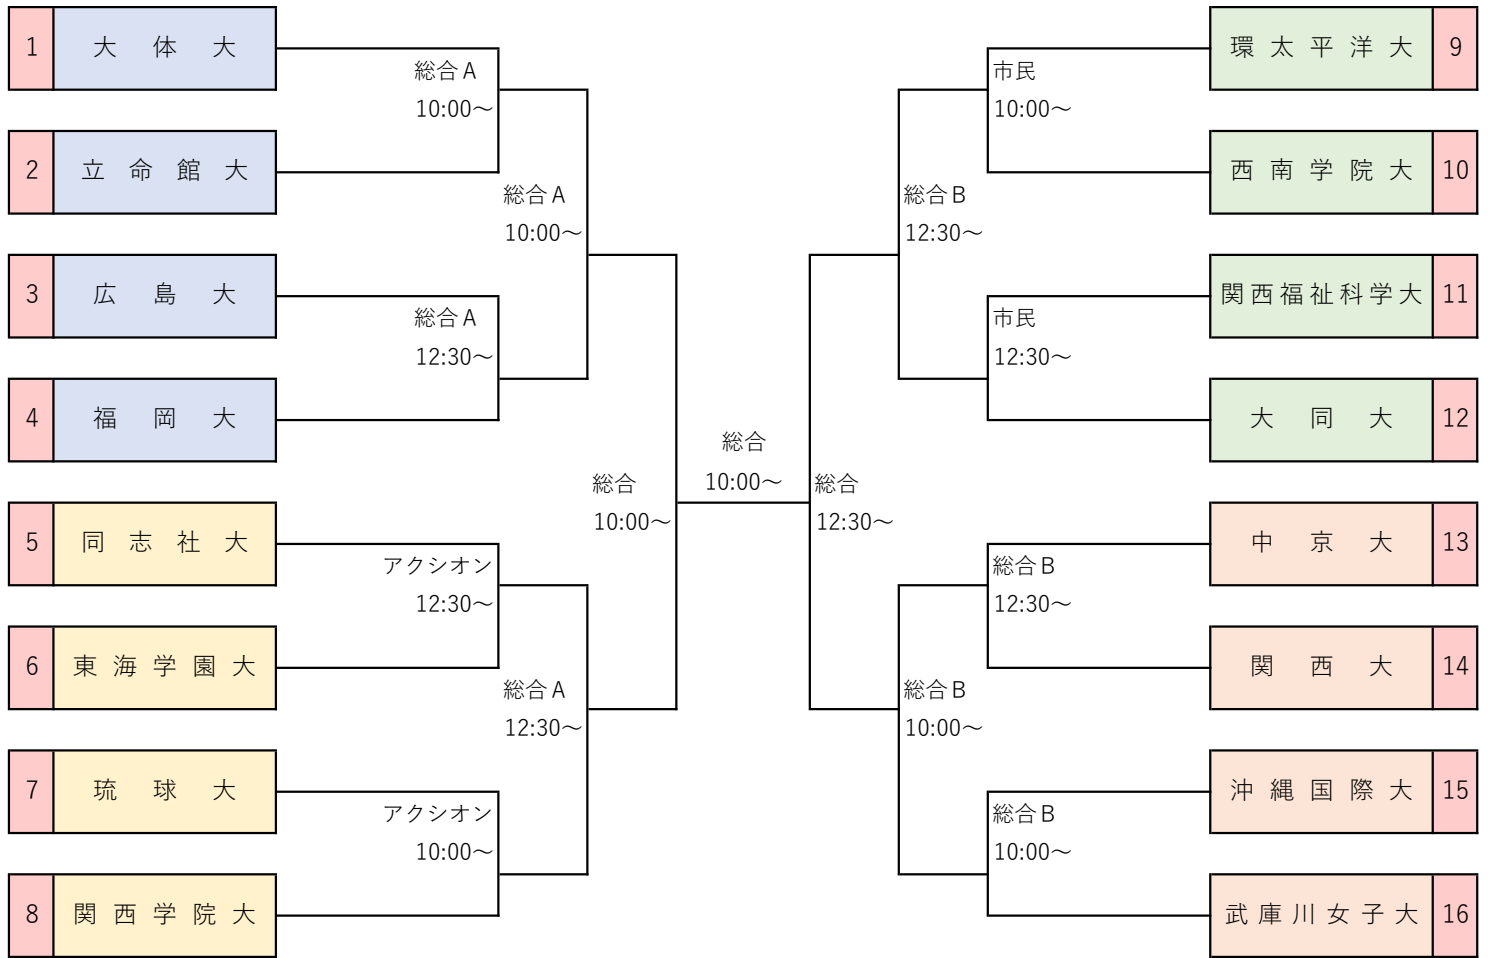 1 大体大
総合A
10:00～
2 立命館大
総合A
10:00～
3 広島大
総合A
12:30～
4 福岡大
5 同志社大
アクシオン
12:30～
6 東海学園大
総合A
12:30～
7 琉球大
アクシオン
10:00～
8 関西学院大
総合
10:00～
総合
10:00～
総合
12:30～
環太平洋大 9
市民
10:00～
西南学院大 10
総合B
12:30～
関西福祉科学大 11
市民
12:30～
大同大 12
中京大 13
総合B
12:30～
関西大 14
総合B
10:00～
沖縄国際大 15
総合B
10:00～
武庫川女子大 16